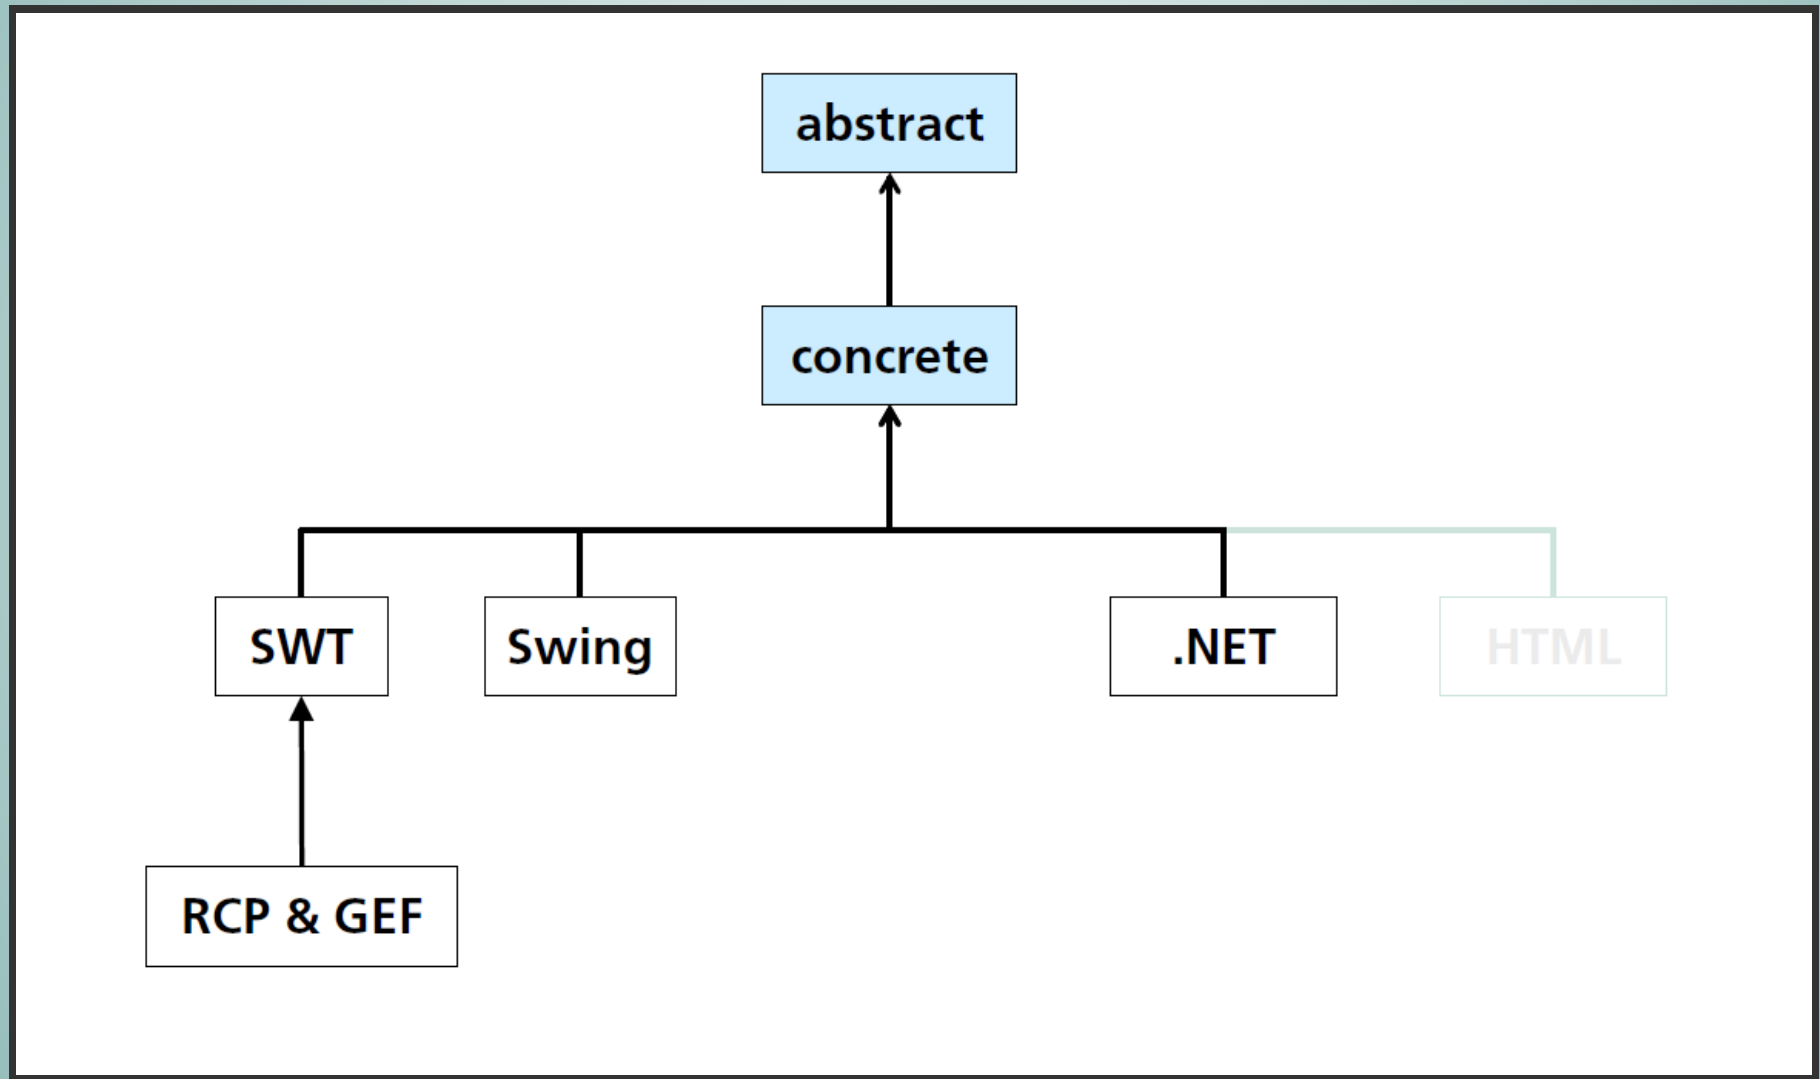 abstract
concrete
SWT
Swing
.NET
HTML
RCP & GEF